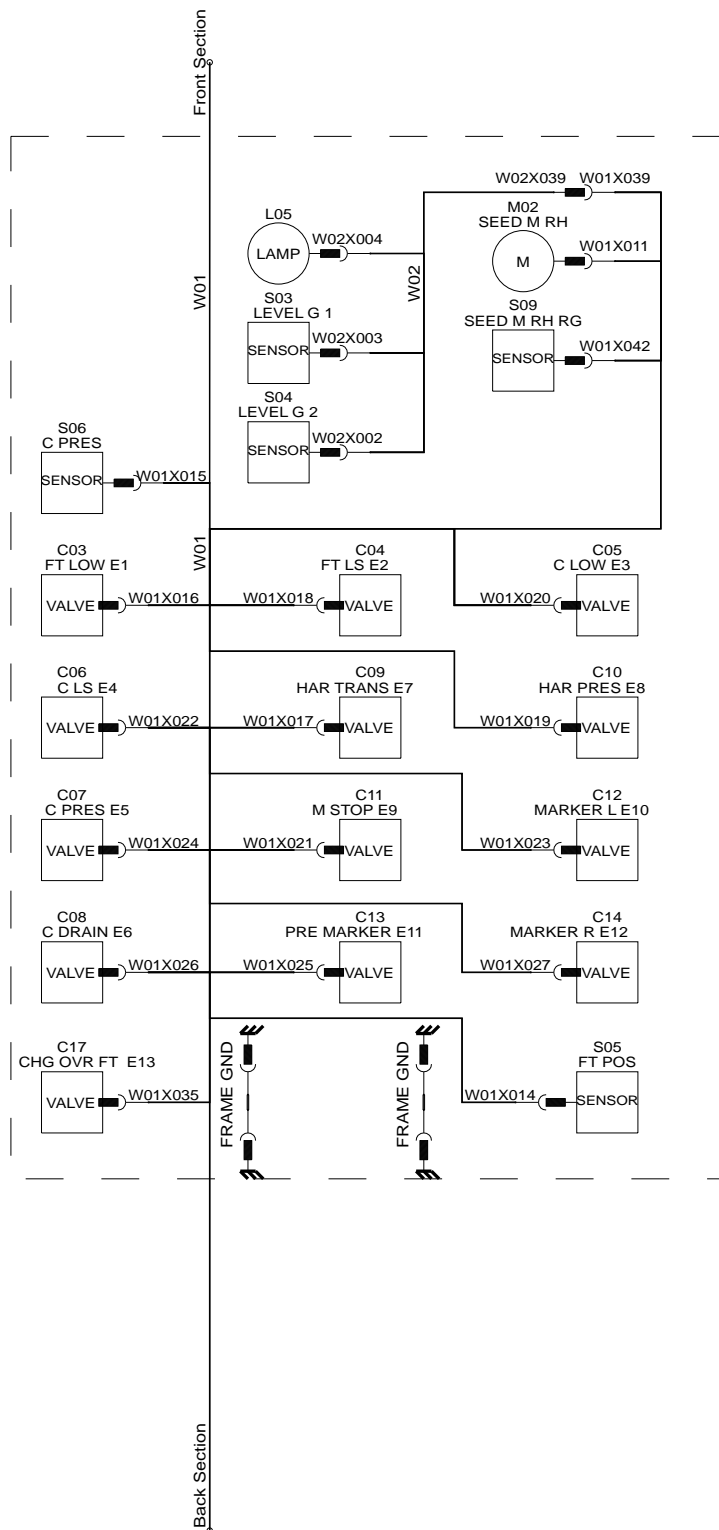 Front Section
W01
W02X039 W01X039
M02
SEED M RH
L05
LAMP
W02X004
M
W01X011
W02
S03
LEVEL G 1
SENSOR
W02X003
S09
SEED M RH RG
SENSOR
W01X042
S04
LEVEL G 2
SENSOR
W02X002
S06
C PRES
SENSOR
W01X015
W01
C03
FT LOW E1
VALVE
W01X016
C04
FT LS E2
W01X018
VALVE
C05
C LOW E3
W01X020
VALVE
C06
C LS E4
VALVE
W01X022
C09
HAR TRANS E7
W01X017
VALVE
C10
HAR PRES E8
W01X019
VALVE
C07
C PRES E5
VALVE
W01X024
C11
M STOP E9
W01X021
VALVE
C12
MARKER L E10
W01X023
VALVE
C08
C DRAIN E6
VALVE
W01X026
C13
PRE MARKER E11
W01X025
VALVE
C14
MARKER R E12
W01X027
VALVE
C17
CHG OVR FT E13
VALVE
W01X035
FRAME GND
FRAME GND
S05
FT POS
W01X014
SENSOR
Back Section